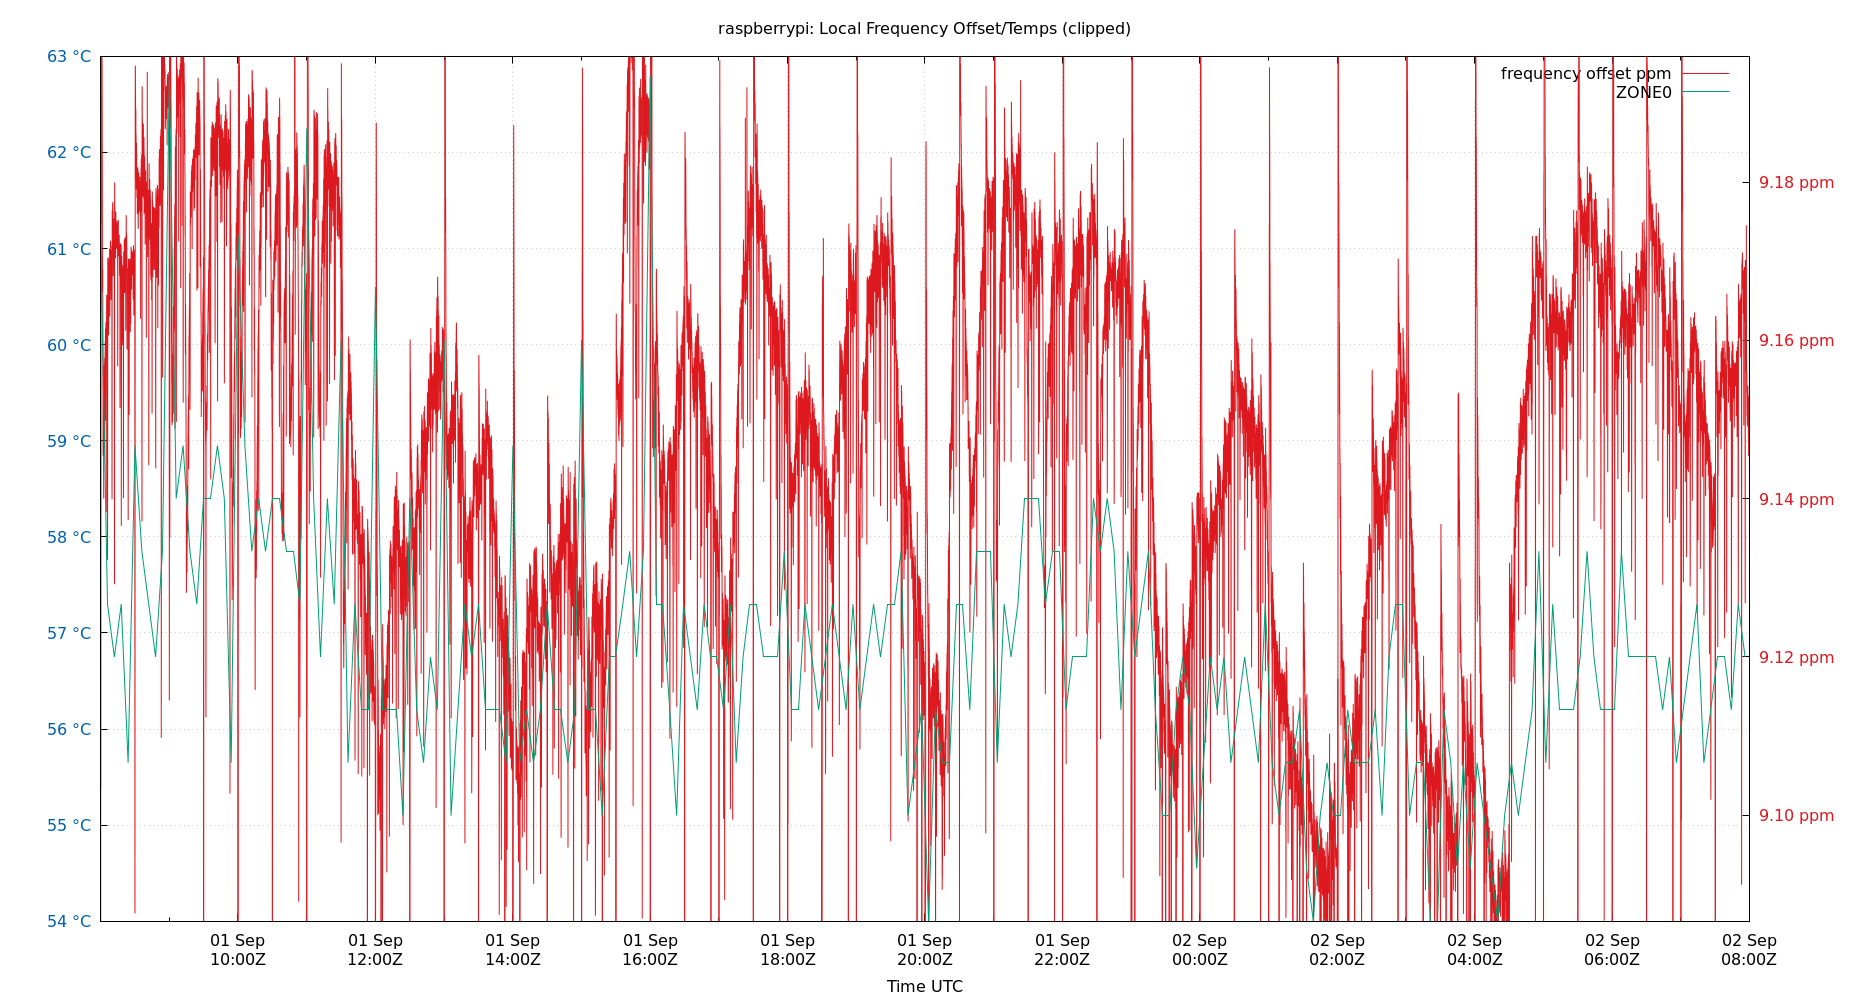 raspberrypi: Local Frequency Offset/Temps (clipped)
frequency offset ppm
ZONE0
63 °C
62 °C
61 °C
60 °C
59 °C
58 °C
57 °C
56 °C
55 °C
54 °C
9.18 ppm
9.16 ppm
9.14 ppm
9.12 ppm
9.10 ppm
01 Sep 01 Sep 01 Sep 01 Sep 01 Sep 01 Sep 01 Sep 02 Sep 02 Sep 02 Sep 02 Sep 02 Sep
10:00Z 12:00Z 14:00Z 16:00Z 18:00Z 20:00Z 22:00Z 00:00Z 02:00Z 04:00Z 06:00Z 08:00Z
Time UTC